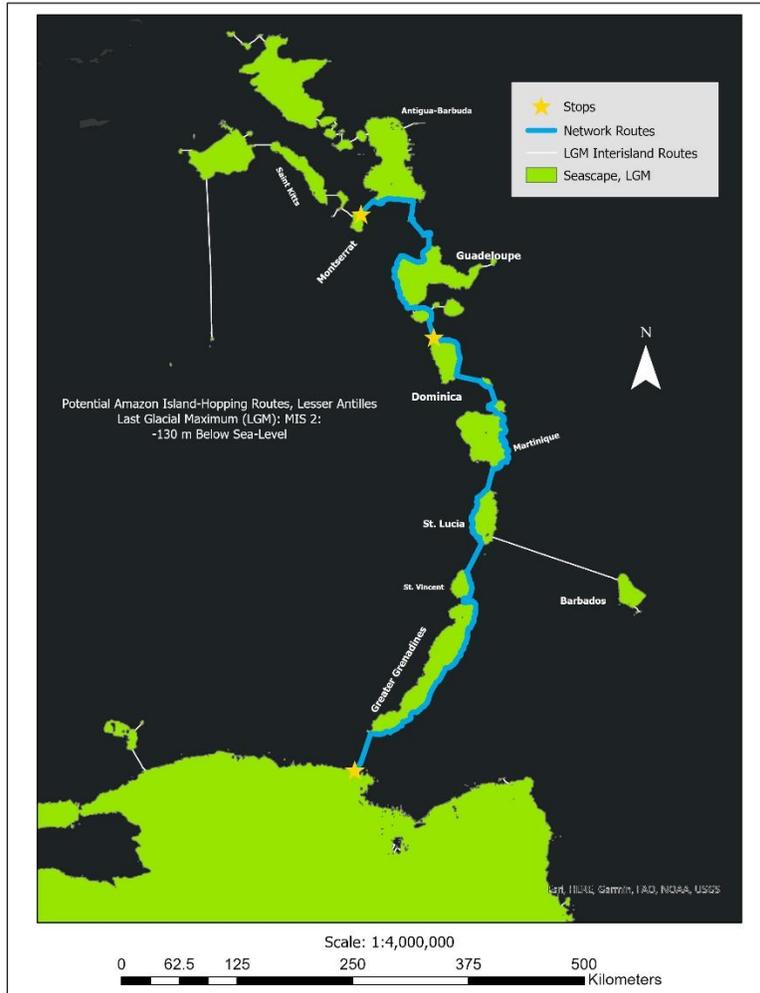 Antigua-Barbuda
Stops
Network Routes
LGM Interisland Routes
Seascape, LGM
Saint Kitts
Montserrat
Guadeloupe
N
Potential Amazon Island-Hopping Routes, Lesser Antilles
Last Glacial Maximum (LGM): MIS 2:
-130 m Below Sea-Level
Dominica
Martinique
St. Lucia
St. Vincent
Barbados
Greater Grenadines
Esri, HERE, Garmin, FAO, NOAA, USGS
Scale: 1:4,000,000
0 62.5 125 250 375 500
Kilometers